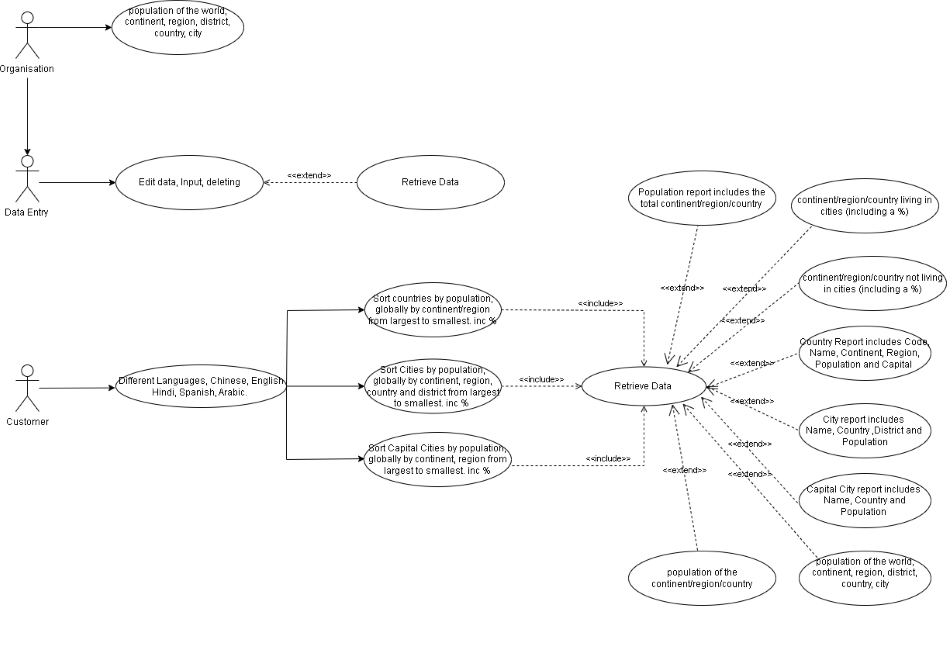 population of the world,
continent, region, district,
country, city
Organisation
Data Entry
Edit data, Input, deleting
<<extend>>
Retrieve Data
Population report includes the
total continent/region/country
continent/region/country living in
cities (including a %)
continent/region/country not living
in cities (including a %)
<<extend>>
<<extend>>
<<extend>>
Sort countries by population,
globally by continent/region
from largest to smallest. inc %
<<include>>
Country Report includes Code,
Name, Continent, Region,
Population and Capital
<<extend>>
Customer
Different Languages, Chinese, English,
Hindi, Spanish, Arabic.
Sort Cities by population,
globally by continent, region,
country and district from largest
to smallest. inc %
<<include>>
Retrieve Data
<<extend>>
City report includes
Name, Country ,District and
Population
Sort Capital Cities by population,
globally by continent, region from
largest to smallest. inc %
<<include>>
<<extend>>
<<extend>>
<<extend>>
Capital City report includes
Name, Country and
Population
population of the
continent/region/country
population of the world,
continent, region, district,
country, city